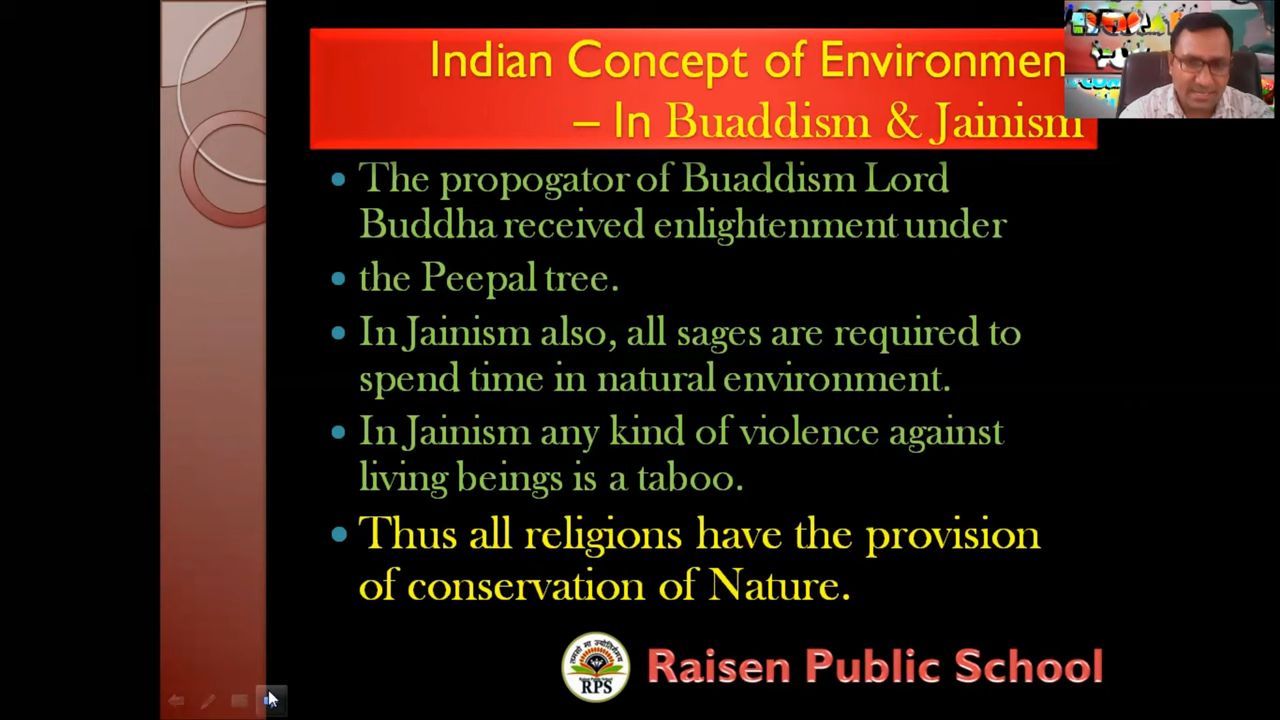 Indian Concept of Environmen
– In Buaddism & Jainism
The propogator of Buaddism Lord
Buddha received enlightenment under
the Peepal tree.
In Jainism also, all sages are required to
spend time in natural environment.
In Jainism any kind of violence against
living beings is a taboo.
Thus all religions have the provision
of conservation of Nature.
तमसो मा ज्योतिर्गमय
RPS
Raisen Public School